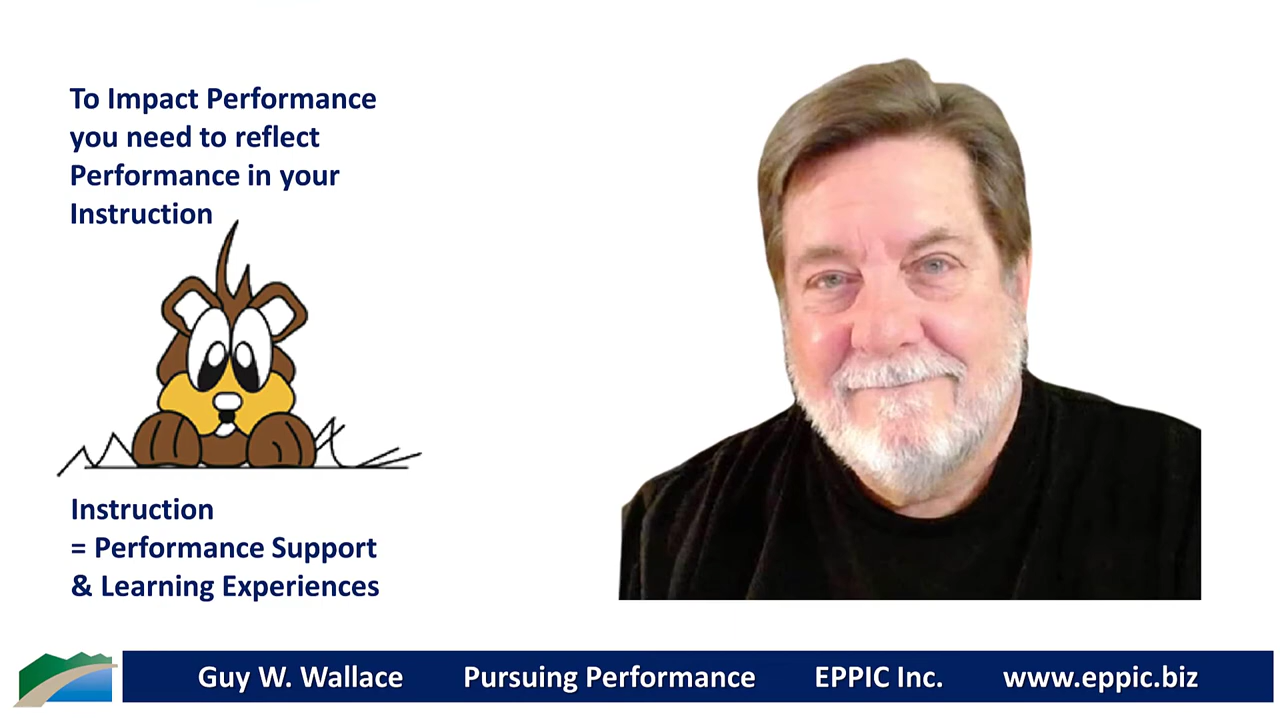 To Impact Performance
you need to reflect
Performance in your
Instruction
Instruction
= Performance Support
& Learning Experiences
Guy W. Wallace Pursuing Performance EPPIC Inc. www.eppic.biz